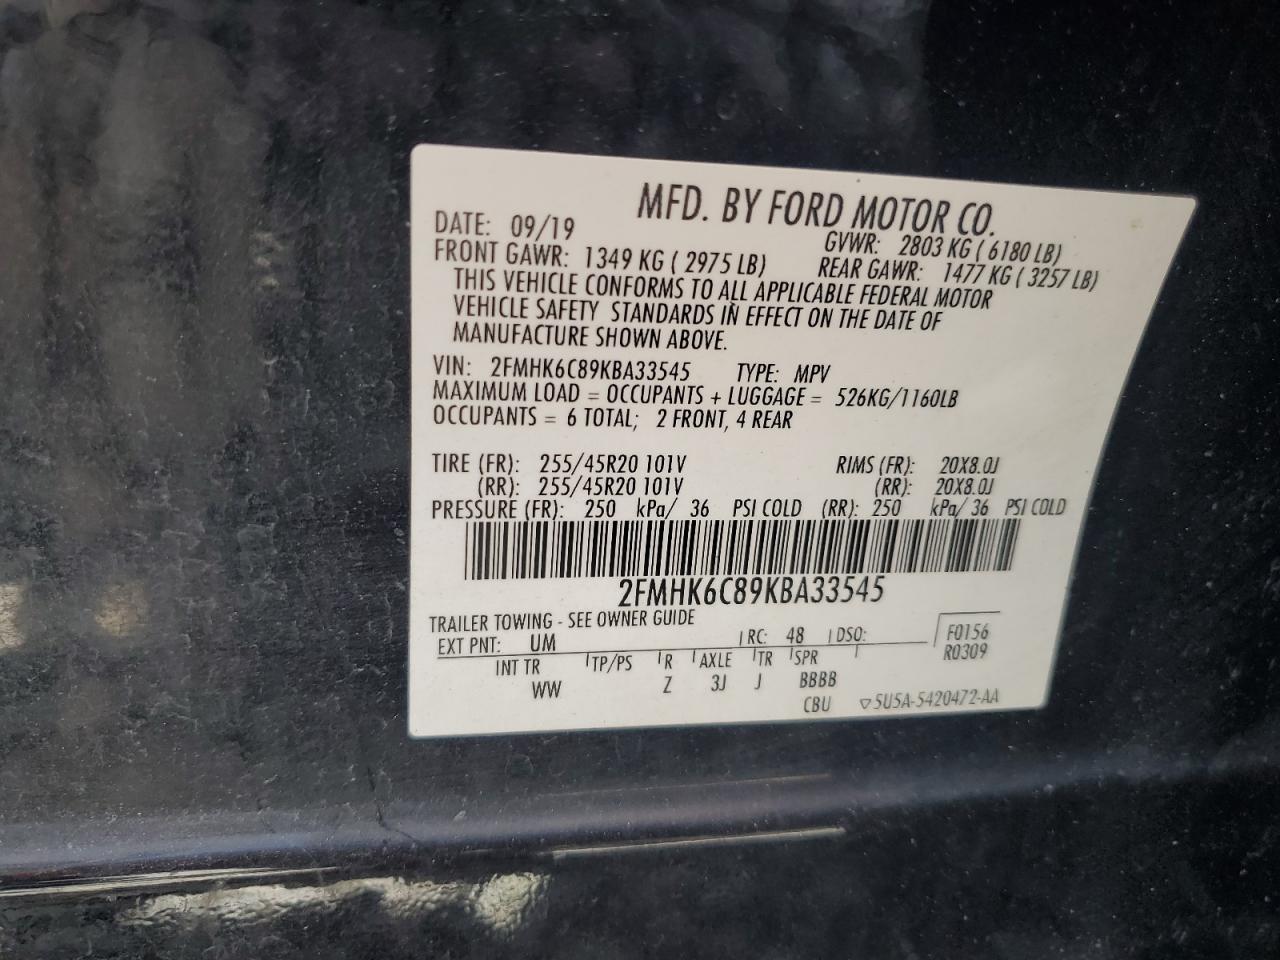 MFD. BY FORD MOTOR CO.
DATE: 09/19 GVWR: 2803 KG ( 6180 LB)
FRONT GAWR: 1349 KG ( 2975 LB) REAR GAWR: 1477 KG ( 3257 LB)
THIS VEHICLE CONFORMS TO ALL APPLICABLE FEDERAL MOTOR
VEHICLE SAFETY STANDARDS IN EFFECT ON THE DATE OF
MANUFACTURE SHOWN ABOVE.
VIN: 2FMHK6C89KBA33545 TYPE: MPV
MAXIMUM LOAD = OCCUPANTS + LUGGAGE = 526KG/1160LB
OCCUPANTS = 6 TOTAL; 2 FRONT, 4 REAR
TIRE (FR): 255/45R20 101V RIMS (FR): 20X8.0J
(RR): 255/45R20 101V (RR): 20X8.0J
PRESSURE (FR): 250 kPa/ 36 PSI COLD (RR): 250 kPa/ 36 PSI COLD
2FMHK6C89KBA33545
TRAILER TOWING - SEE OWNER GUIDE
EXT PNT: UM RC: 48 DSO: F0156
INT TR TP/PS R AXLE TR SPR R0309
WW Z 3J J BBBB
CBU ▽5U5A-5420472-AA